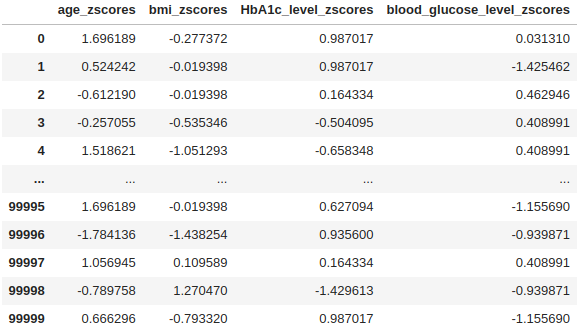 age_zscores bmi_zscores HbA1c_level_zscores blood_glucose_level_zscores
0 1.696189 -0.277372 0.987017 0.031310
1 0.524242 -0.019398 0.987017 -1.425462
2 -0.612190 -0.019398 0.164334 0.462946
3 -0.257055 -0.535346 -0.504095 0.408991
4 1.518621 -1.051293 -0.658348 0.408991
... ... ... ... ...
99995 1.696189 -0.019398 0.627094 -1.155690
99996 -1.784136 -1.438254 0.935600 -0.939871
99997 1.056945 0.109589 0.164334 0.408991
99998 -0.789758 1.270470 -1.429613 -0.939871
99999 0.666296 -0.793320 0.987017 -1.155690